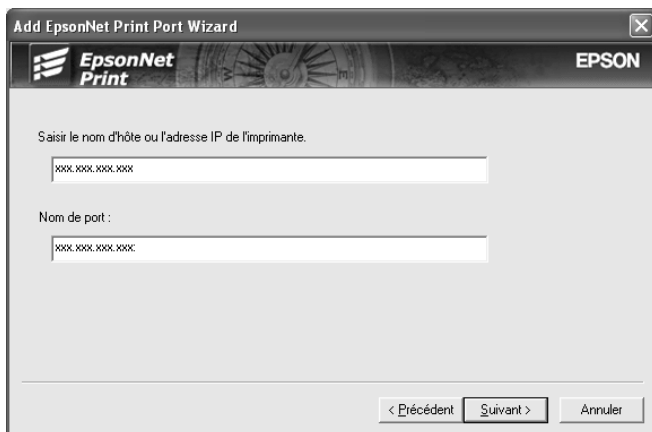 Add EpsonNet Print Port Wizard
EpsonNet
Print
EPSON
Saisir le nom d'hôte ou l'adresse IP de l'imprimante.
xxx.xxx.xxx.xxx
Nom de port :
xxx.xxx.xxx.xxx:
< Précédent
Suivant >
Annuler